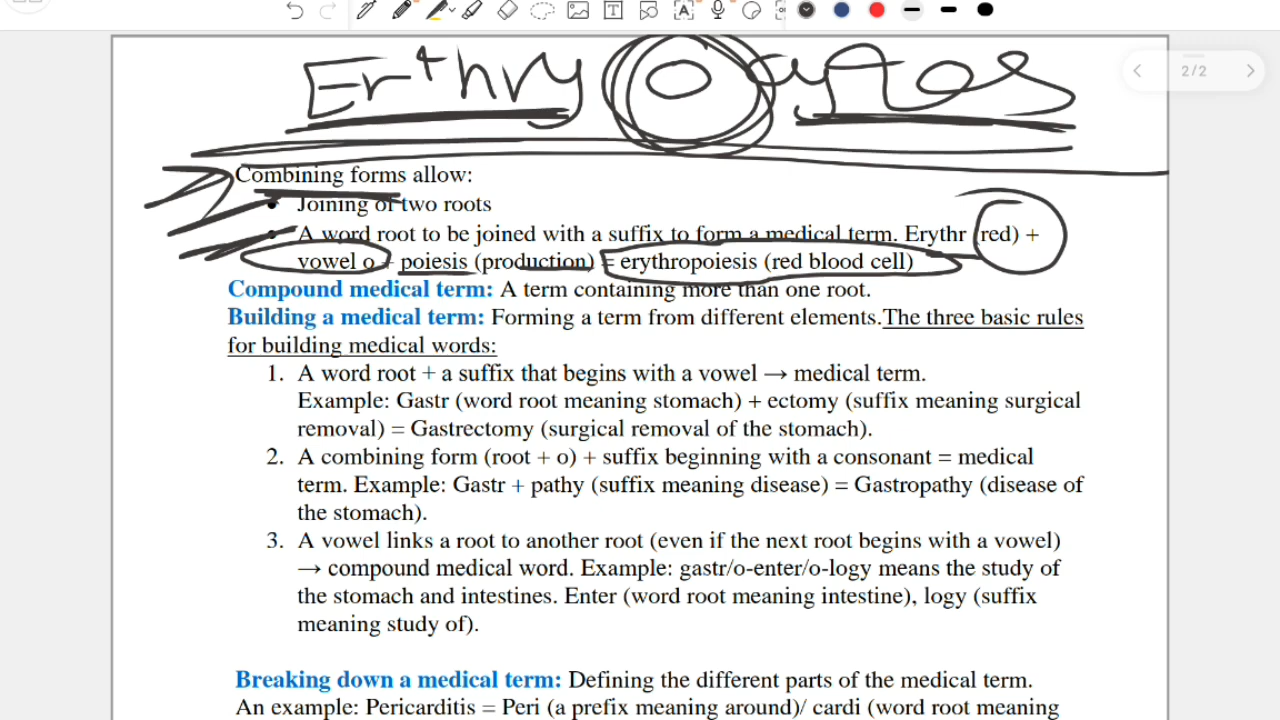 2/2
Erthry O cytes
Combining forms allow:
• Joining of two roots
• A word root to be joined with a suffix to form a medical term. Erythr (red) +
vowel o + poiesis (production) = erythropoiesis (red blood cell)
Compound medical term: A term containing more than one root.
Building a medical term: Forming a term from different elements.The three basic rules
for building medical words:
1. A word root + a suffix that begins with a vowel → medical term.
Example: Gastr (word root meaning stomach) + ectomy (suffix meaning surgical
removal) = Gastrectomy (surgical removal of the stomach).
2. A combining form (root + o) + suffix beginning with a consonant = medical
term. Example: Gastr + pathy (suffix meaning disease) = Gastropathy (disease of
the stomach).
3. A vowel links a root to another root (even if the next root begins with a vowel)
→ compound medical word. Example: gastr/o-enter/o-logy means the study of
the stomach and intestines. Enter (word root meaning intestine), logy (suffix
meaning study of).
Breaking down a medical term: Defining the different parts of the medical term.
An example: Pericarditis = Peri (a prefix meaning around)/ cardi (word root meaning